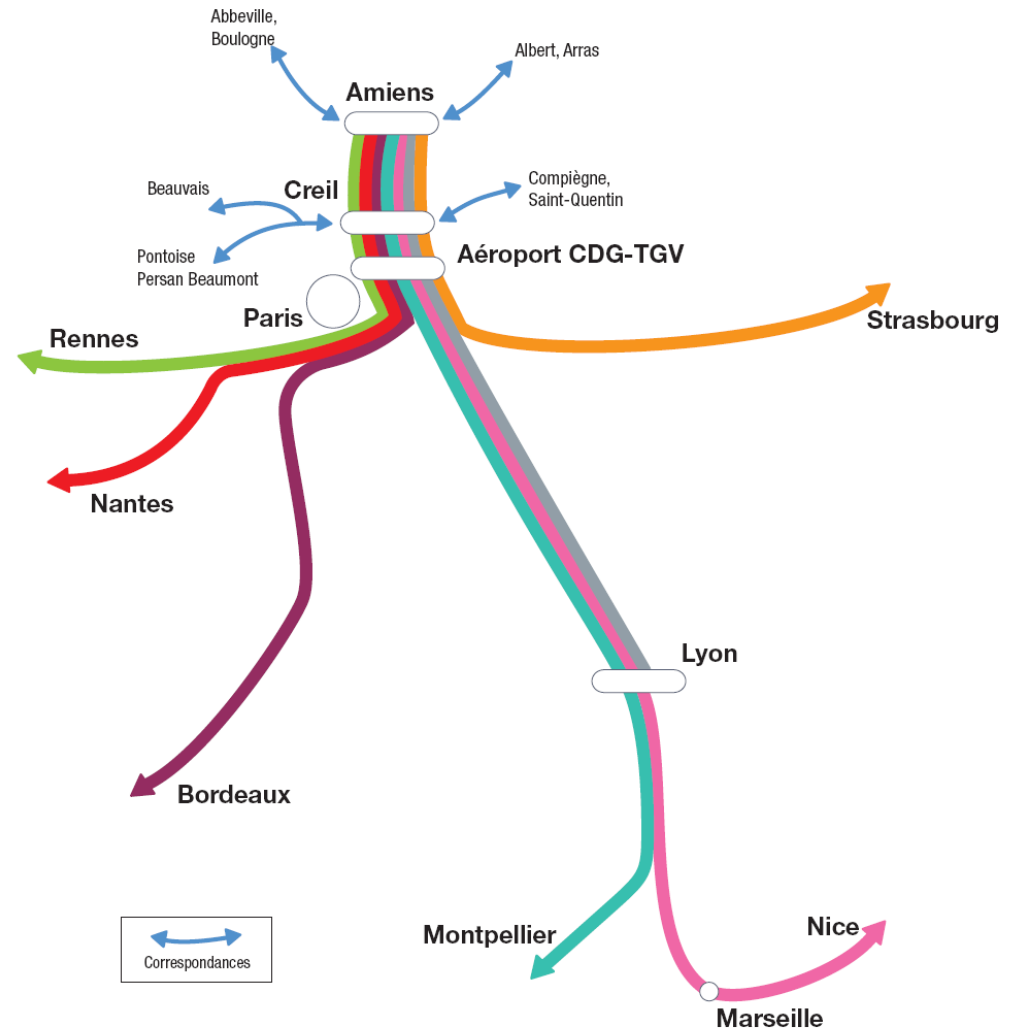 Abbeville,
Boulogne
Albert, Arras
Amiens
Beauvais
Creil
Compiègne,
Saint-Quentin
Pontoise
Persan Beaumont
Aéroport CDG-TGV
Paris
Strasbourg
Rennes
Nantes
Lyon
Bordeaux
Montpellier
Nice
Correspondances
Marseille